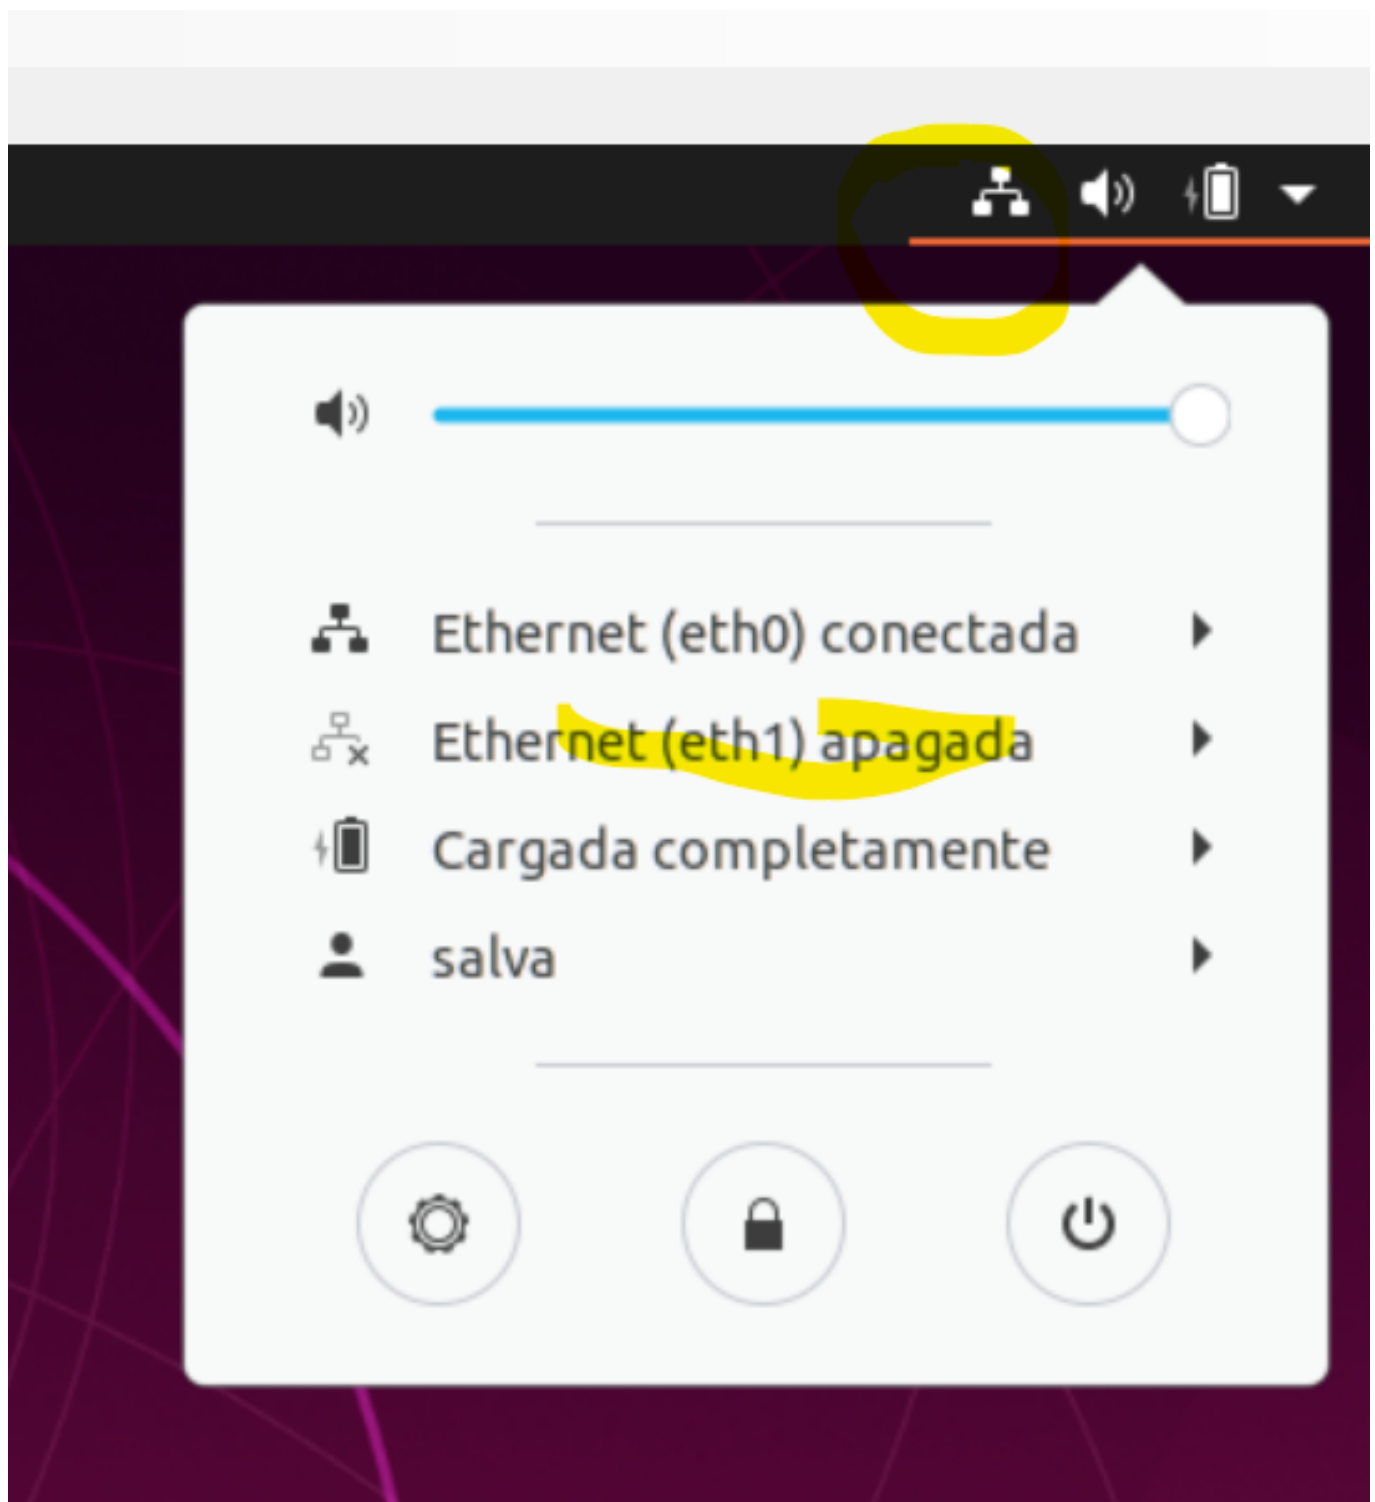 Ethernet (eth0) conectada
Ethernet (eth1) apagada
Cargada completamente
salva